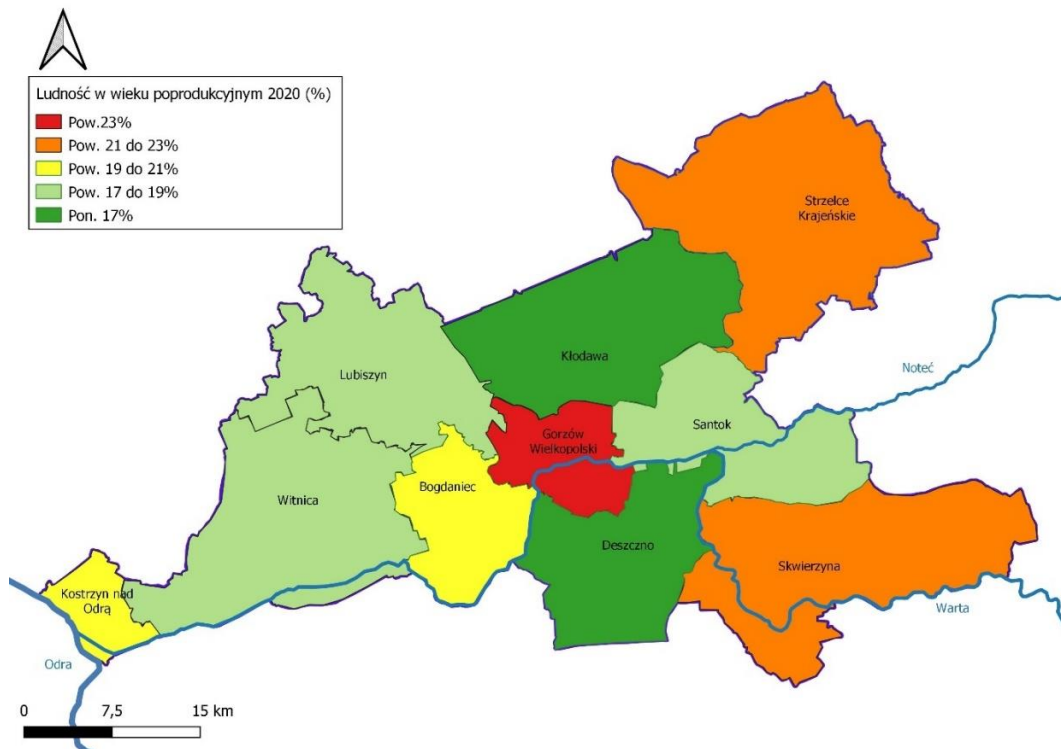 Ludność w wieku poprodukcyjnym 2020 (%)
Pow.23%
Pow. 21 do 23%
Pow. 19 do 21%
Pow. 17 do 19%
Pon. 17%
Strzelce
Krajeńskie
Kłodawa
Noteć
Lubiszyn
Santok
Gorzów
Wielkopolski
Bogdaniec
Witnica
Deszczno
Skwierzyna
Kostrzyn nad
Odrą
Warta
Odra
0 7,5 15 km